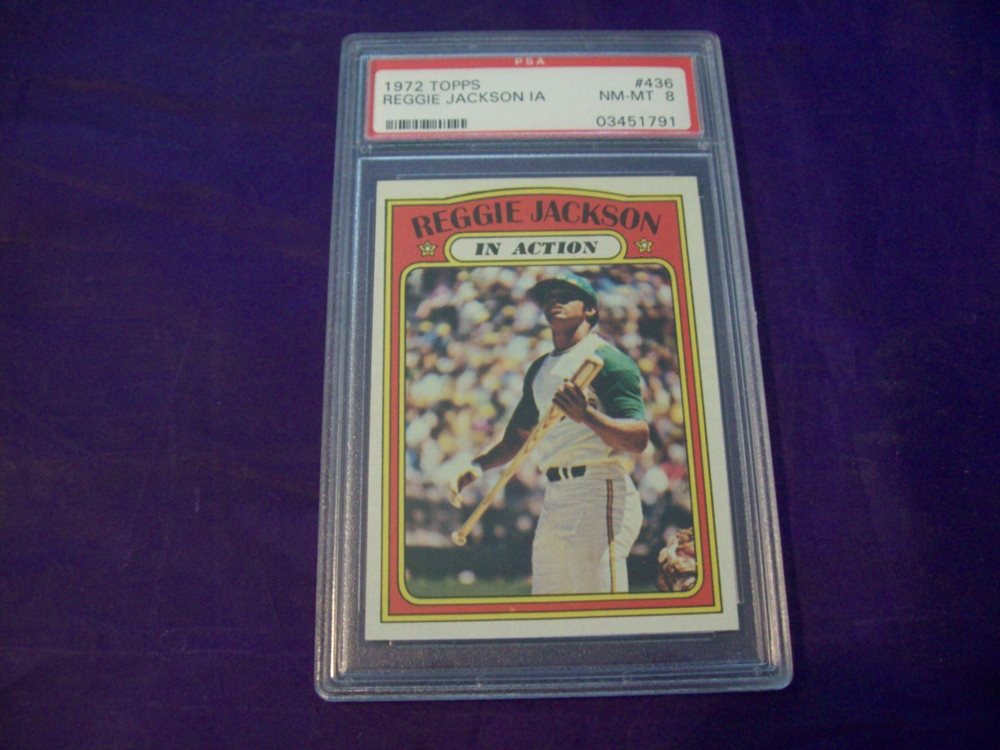 PSA
1972 TOPPS #436
REGGIE JACKSON IA NM-MT 8
03451791
REGGIE JACKSON
IN ACTION